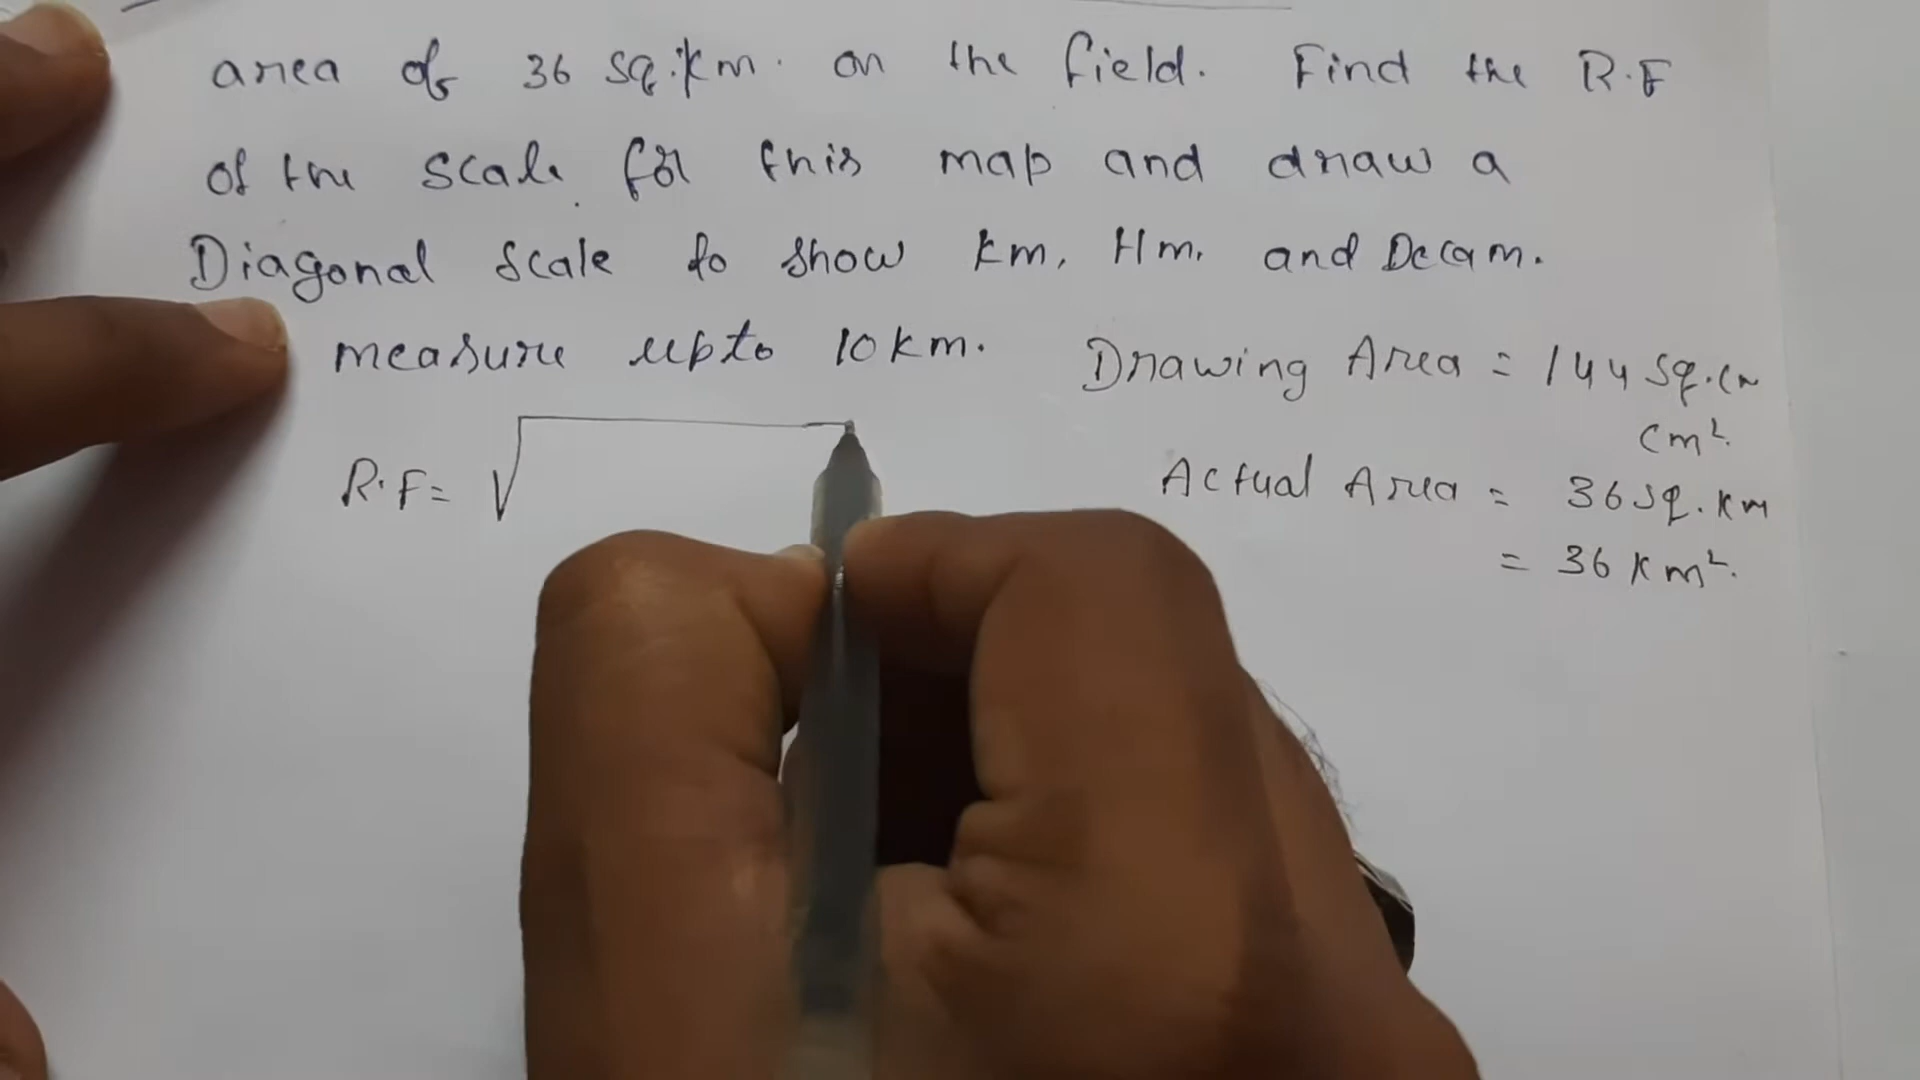 area of 36 sq.km. on the field. Find the R.F
of the scale for this map and draw a
Diagonal Scale to show km, Hm, and Decam.
measure upto 10km.
Drawing Area = 144 sq.cm
cm².
R.F =
√
Actual Area = 36 sq.km
= 36 km².